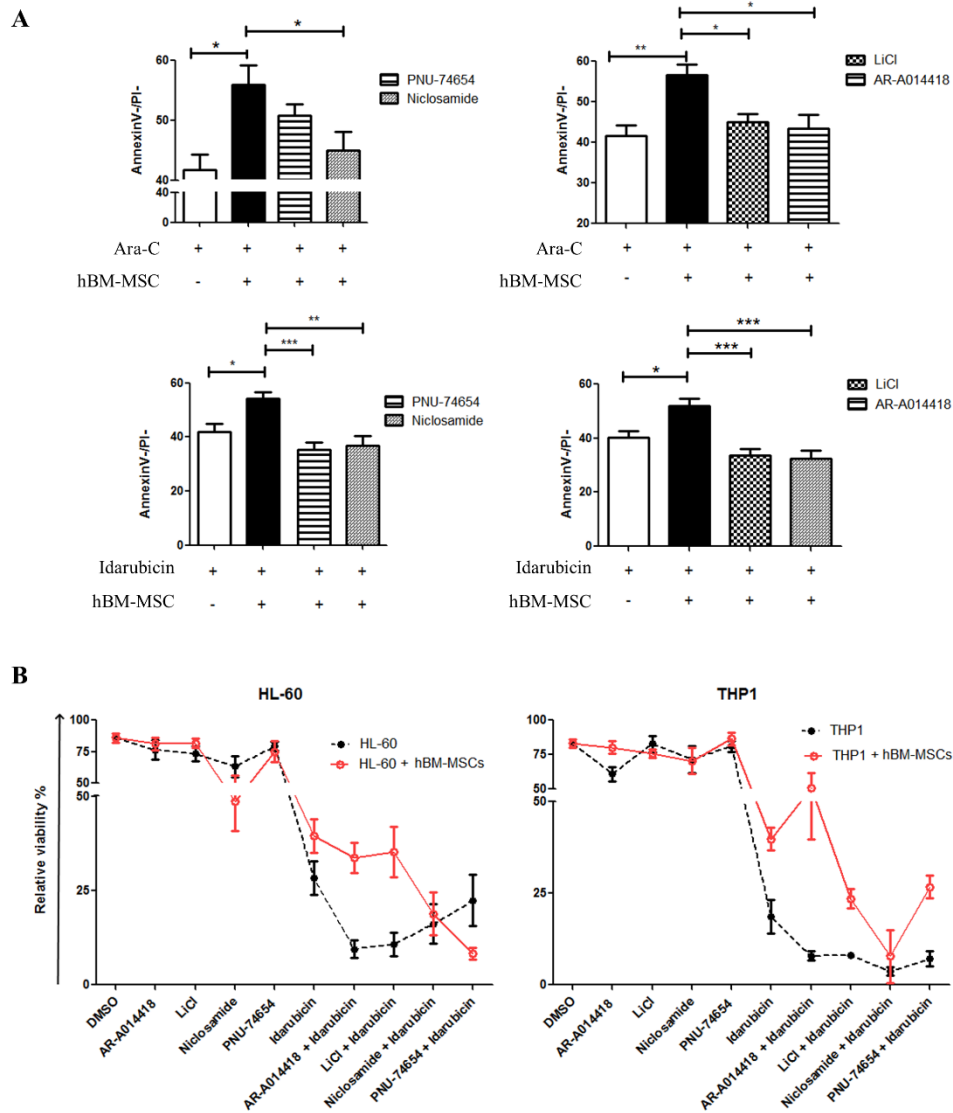 A
*
*
AnnexinV-/PI-
60
50
40
40
20
0
PNU-74654
Niclosamide
Ara-C + + + +
hBM-MSC - + + +
*
**
*
AnnexinV-/PI-
60
50
40
30
20
LiCl
AR-A014418
Ara-C + + + +
hBM-MSC - + + +
**
***
*
AnnexinV-/PI-
60
40
20
0
PNU-74654
Niclosamide
Idarubicin + + + +
hBM-MSC - + + +
***
***
*
AnnexinV-/PI-
60
40
20
0
LiCl
AR-A014418
Idarubicin + + + +
hBM-MSC - + + +
B
HL-60
Relative viability %
100
75
50
50
25
0
HL-60
HL-60 + hBM-MSCs
DMSO
AR-A014418
LiCl
Niclosamide
PNU-74654
Idarubicin
AR-A014418 + Idarubicin
LiCl + Idarubicin
Niclosamide + Idarubicin
PNU-74654 + Idarubicin
THP1
100
75
50
50
25
0
THP1
THP1 + hBM-MSCs
DMSO
AR-A014418
LiCl
Niclosamide
PNU-74654
Idarubicin
AR-A014418 + Idarubicin
LiCl + Idarubicin
Niclosamide + Idarubicin
PNU-74654 + Idarubicin